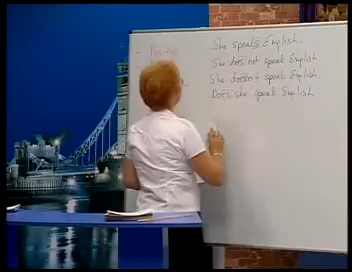 She speaks English.
She does not speak English
She doesn't speak English
Does she speak English